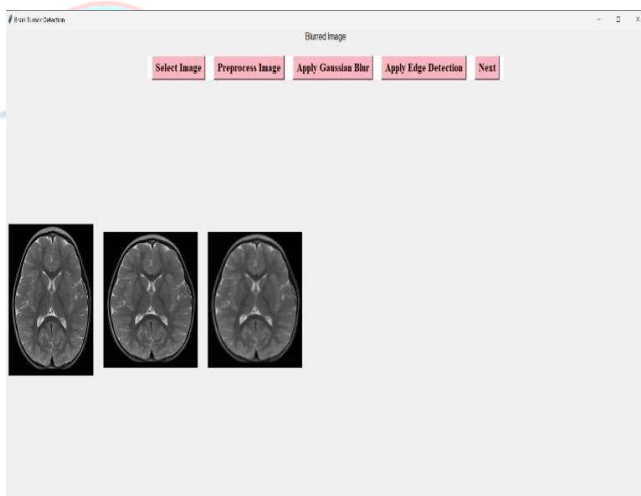 Brain Tumor Detection
Blurred Image
Select Image Preprocess Image Apply Gaussian Blur Apply Edge Detection Next